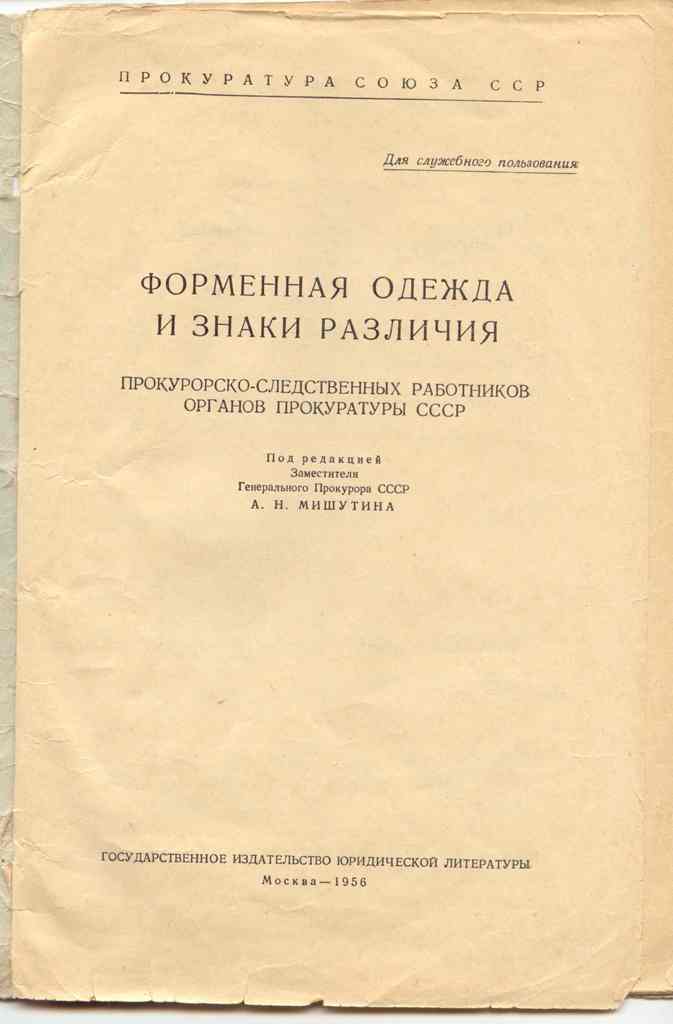 ПРОКУРАТУРА СОЮЗА ССР
Для служебного пользования
ФОРМЕННАЯ ОДЕЖДА
И ЗНАКИ РАЗЛИЧИЯ
ПРОКУРОРСКО-СЛЕДСТВЕННЫХ РАБОТНИКОВ
ОРГАНОВ ПРОКУРАТУРЫ СССР
Под редакцией
Заместителя
Генерального Прокурора СССР
А. Н. МИШУТИНА
ГОСУДАРСТВЕННОЕ ИЗДАТЕЛЬСТВО ЮРИДИЧЕСКОЙ ЛИТЕРАТУРЫ
Москва—1956